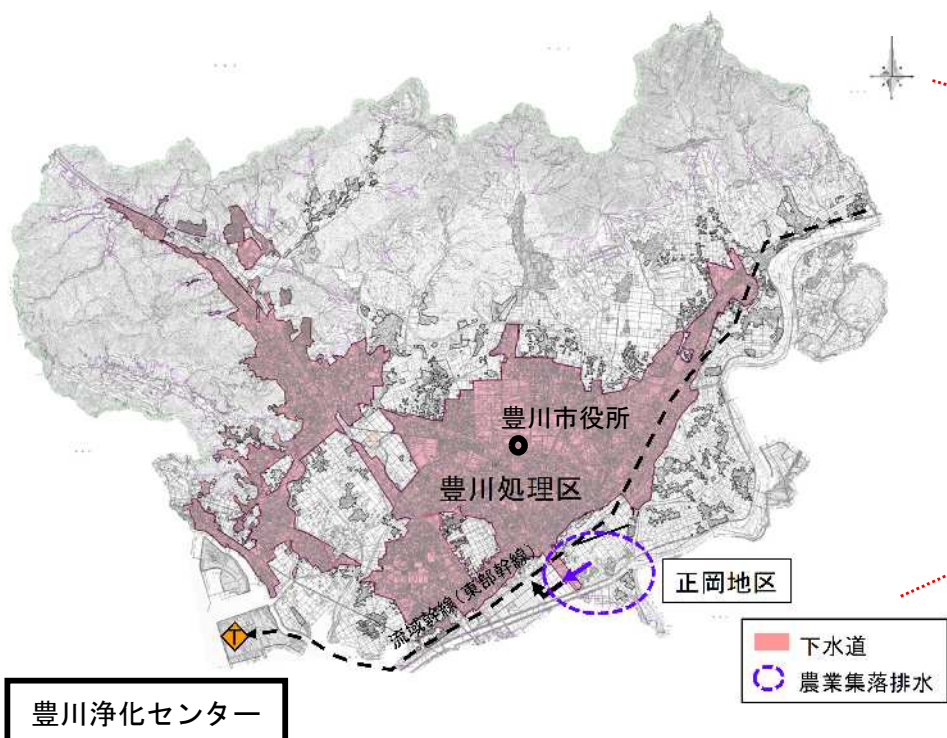 豊川市役所
豊川処理区
流域幹線(東部幹線)
正岡地区
T
下水道
農業集落排水
豊川浄化センター